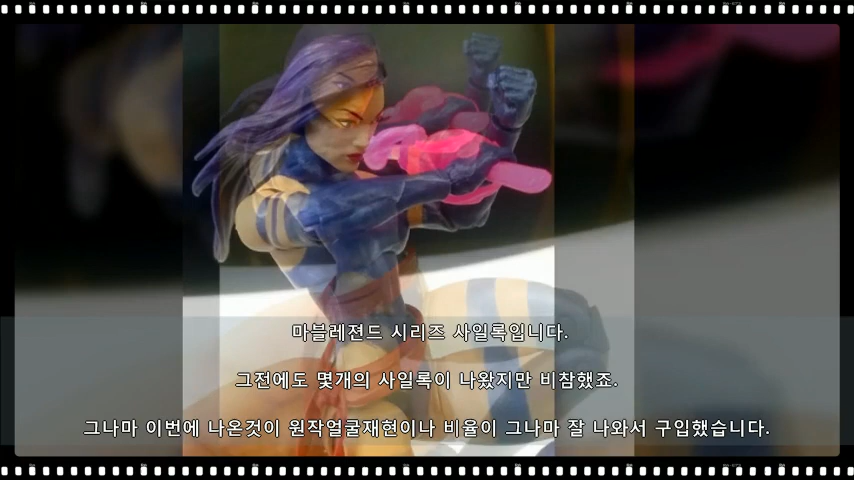 마블레젼드 시리즈 사일록입니다.
그전에도 몇개의 사일록이 나왔지만 비참했죠.
그나마 이번에 나온것이 원작얼굴재현이나 비율이 그나마 잘 나와서 구입했습니다.